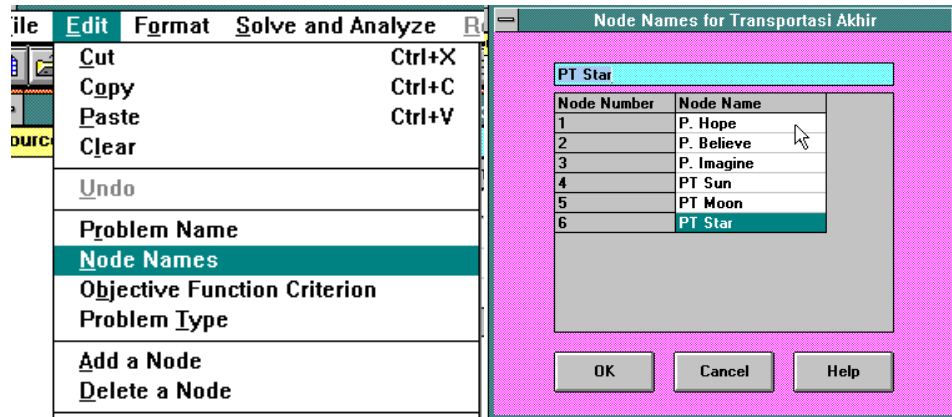 ile Edit Format Solve and Analyze Re
Cut Ctrl+X
Copy Ctrl+C
Paste Ctrl+V
Clear
Undo
Problem Name
Node Names
Objective Function Criterion
Problem Type
Add a Node
Delete a Node
ourc
Node Names for Transportasi Akhir
PT Star
Node Number Node Name
1 P. Hope
2 P. Believe
3 P. Imagine
4 PT Sun
5 PT Moon
6 PT Star
OK Cancel Help